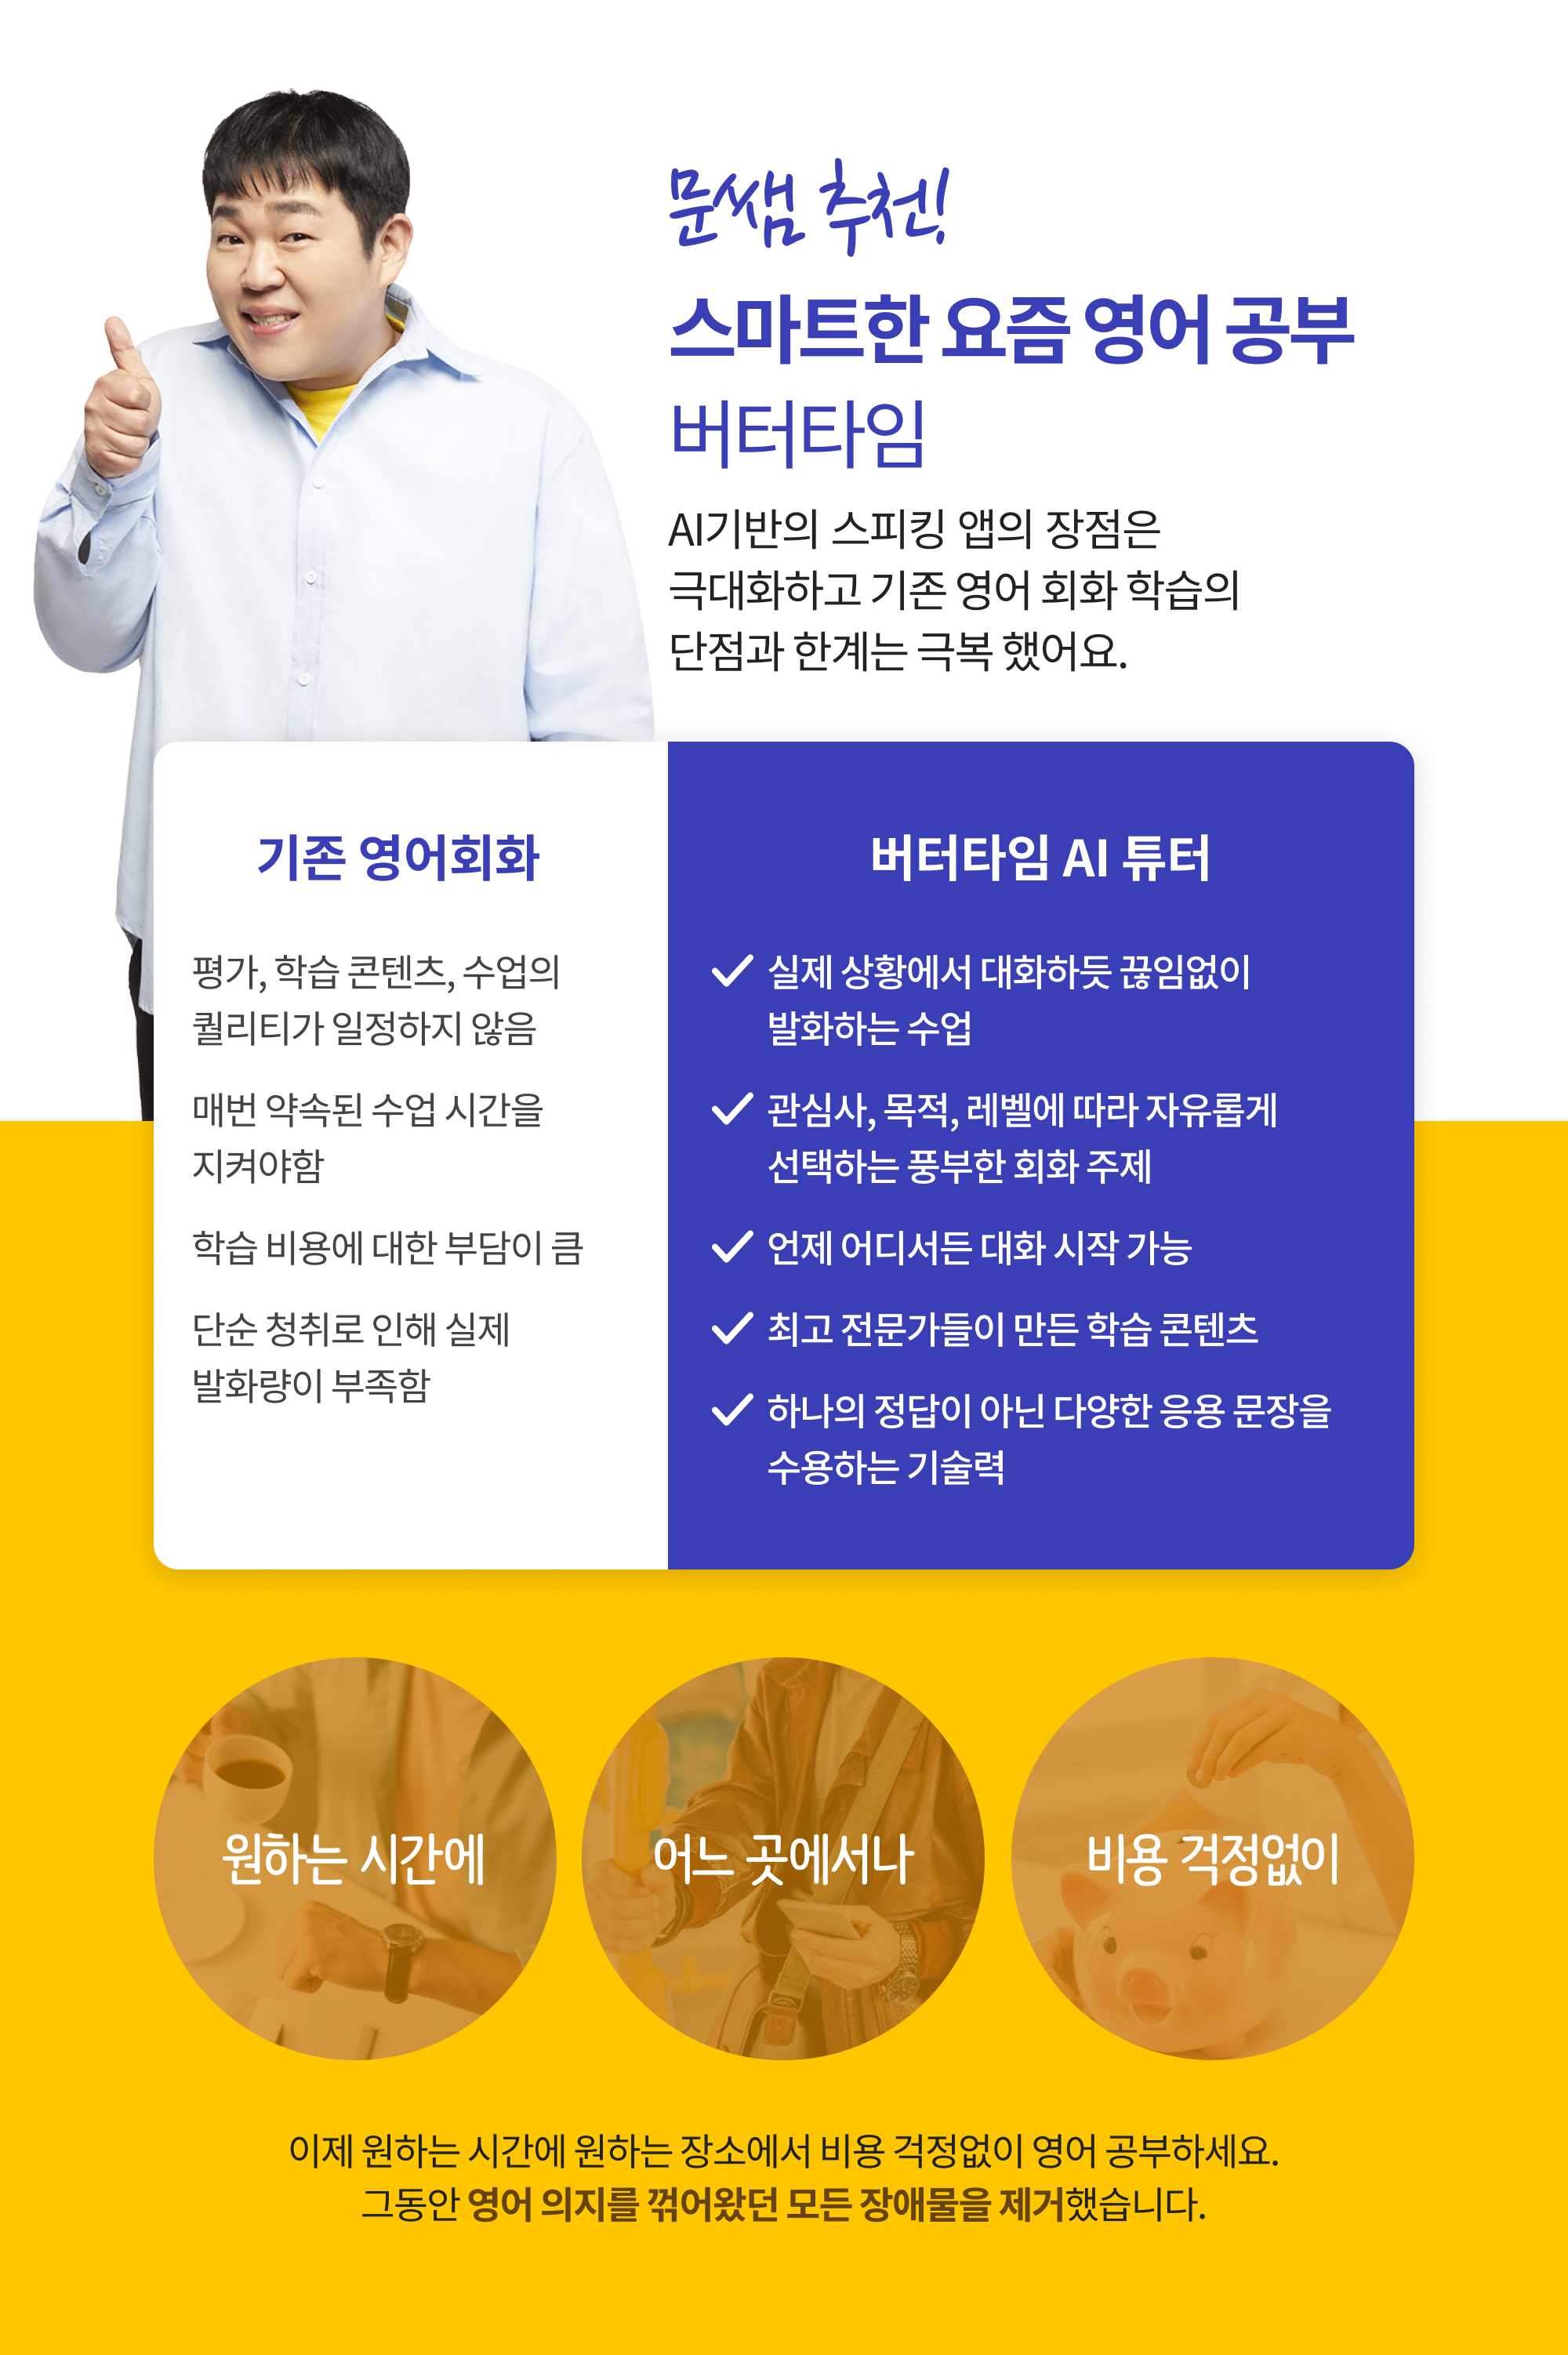 문쌤 추천!
스마트한 요즘 영어 공부
버터타임
AI기반의 스피킹 앱의 장점은
극대화하고 기존 영어 회화 학습의
단점과 한계는 극복 했어요.
기존 영어회화
평가, 학습 콘텐츠, 수업의
퀄리티가 일정하지 않음
매번 약속된 수업 시간을
지켜야함
학습 비용에 대한 부담이 큼
단순 청취로 인해 실제
발화량이 부족함
버터타임 AI 튜터
실제 상황에서 대화하듯 끊임없이
발화하는 수업
관심사, 목적, 레벨에 따라 자유롭게
선택하는 풍부한 회화 주제
언제 어디서든 대화 시작 가능
최고 전문가들이 만든 학습 콘텐츠
하나의 정답이 아닌 다양한 응용 문장을
수용하는 기술력
원하는 시간에
어느 곳에서나
비용 걱정없이
이제 원하는 시간에 원하는 장소에서 비용 걱정없이 영어 공부하세요.
그동안 영어 의지를 꺾어왔던 모든 장애물을 제거했습니다.